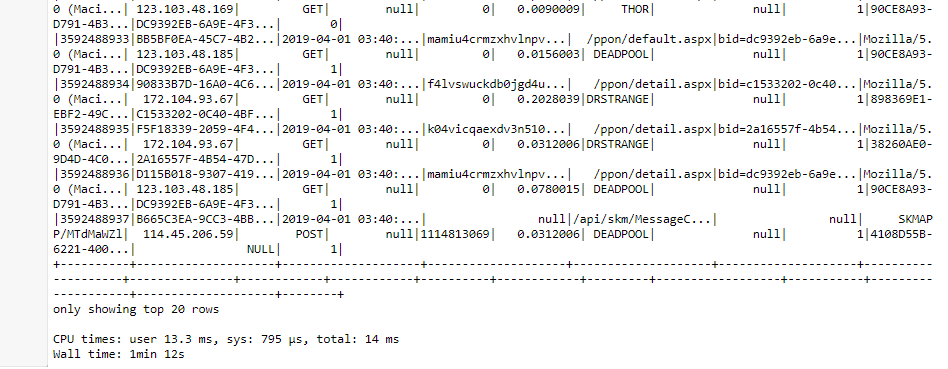 0 (Maci...| 123.103.48.169| GET| null| 0| 0.0090009| THOR| null| 1|90CE8A93-
D791-4B3...|DC9392EB-6A9E-4F3...| 0|
|3592488933|BB5BF0EA-45C7-4B2...|2019-04-01 03:40:...|mamiu4crmzxhvlnpv...| /ppon/default.aspx|bid=dc9392eb-6a9e...|Mozilla/5.
0 (Maci...| 123.103.48.185| GET| null| 0| 0.0156003| DEADPOOL| null| 1|90CE8A93-
D791-4B3...|DC9392EB-6A9E-4F3...| 1|
|3592488934|90833B7D-16A0-4C6...|2019-04-01 03:40:...|f4lvswuckdb0jgd4u...| /ppon/detail.aspx|bid=c1533202-0c40...|Mozilla/5.
0 (Maci...| 172.104.93.67| GET| null| 0| 0.2028039|DRSTRANGE| null| 1|898369E1-
EBF2-49C...|C1533202-0C40-4BF...| 1|
|3592488935|F5F18339-2059-4F4...|2019-04-01 03:40:...|k04vicqaexdv3n510...| /ppon/detail.aspx|bid=2a16557f-4b54...|Mozilla/5.
0 (Maci...| 172.104.93.67| GET| null| 0| 0.0312006|DRSTRANGE| null| 1|38260AE0-
9D4D-4C0...|2A16557F-4B54-47D...| 1|
|3592488936|D115B018-9307-419...|2019-04-01 03:40:...|mamiu4crmzxhvlnpv...| /ppon/detail.aspx|bid=dc9392eb-6a9e...|Mozilla/5.
0 (Maci...| 123.103.48.185| GET| null| 0| 0.0780015| DEADPOOL| null| 1|90CE8A93-
D791-4B3...|DC9392EB-6A9E-4F3...| 1|
|3592488937|B665C3EA-9CC3-4BB...|2019-04-01 03:40:...| null|/api/skm/MessageC...| null| SKMAP
P/MTdMaWZl| 114.45.206.59| POST| null|1114813069| 0.0312006| DEADPOOL| null| 1|4108D55B-
6221-400...| NULL| 1|
+----------+--------------------+--------------------+--------------------+--------------------+--------------------+----------
----------+---------------+------------+------------+----------+----------+---------+------------------+-----------+---------
-----------+--------------------+--------+
only showing top 20 rows
CPU times: user 13.3 ms, sys: 795 µs, total: 14 ms
Wall time: 1min 12s